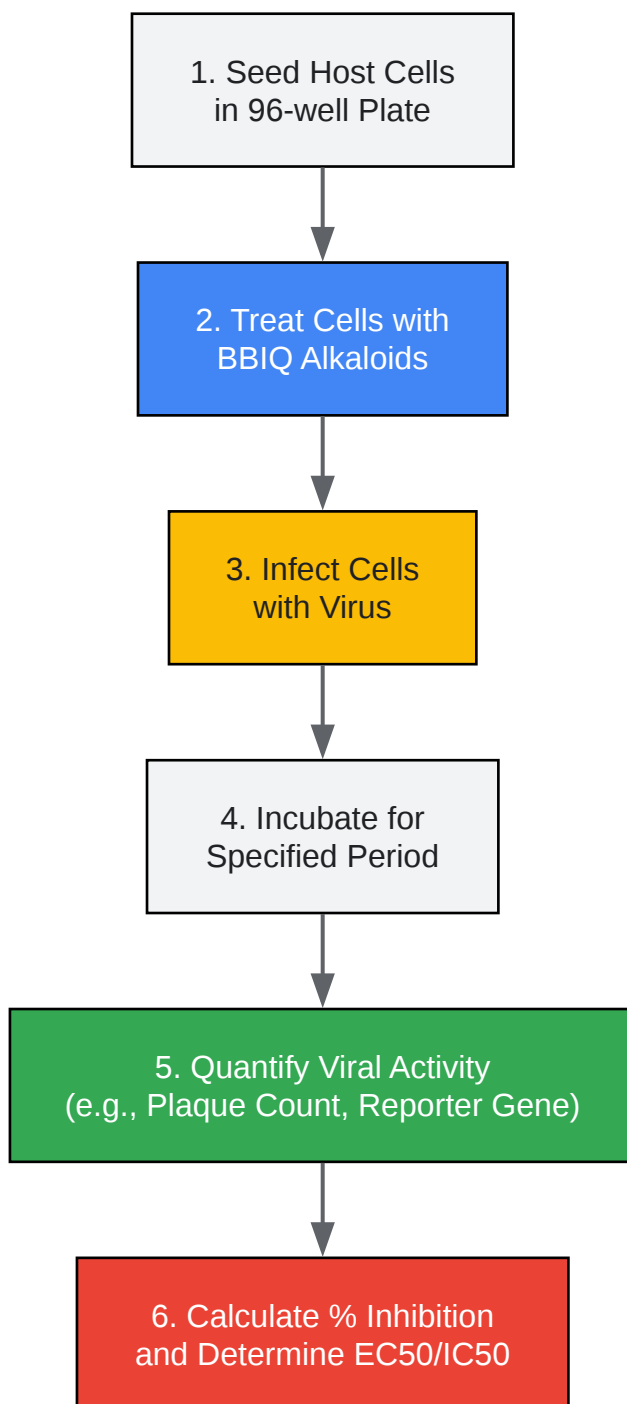 1. Seed Host Cells
in 96-well Plate
2. Treat Cells with
BBIQ Alkaloids
3. Infect Cells
with Virus
4. Incubate for
Specified Period
5. Quantify Viral Activity
(e.g., Plaque Count, Reporter Gene)
6. Calculate % Inhibition
and Determine EC50/IC50